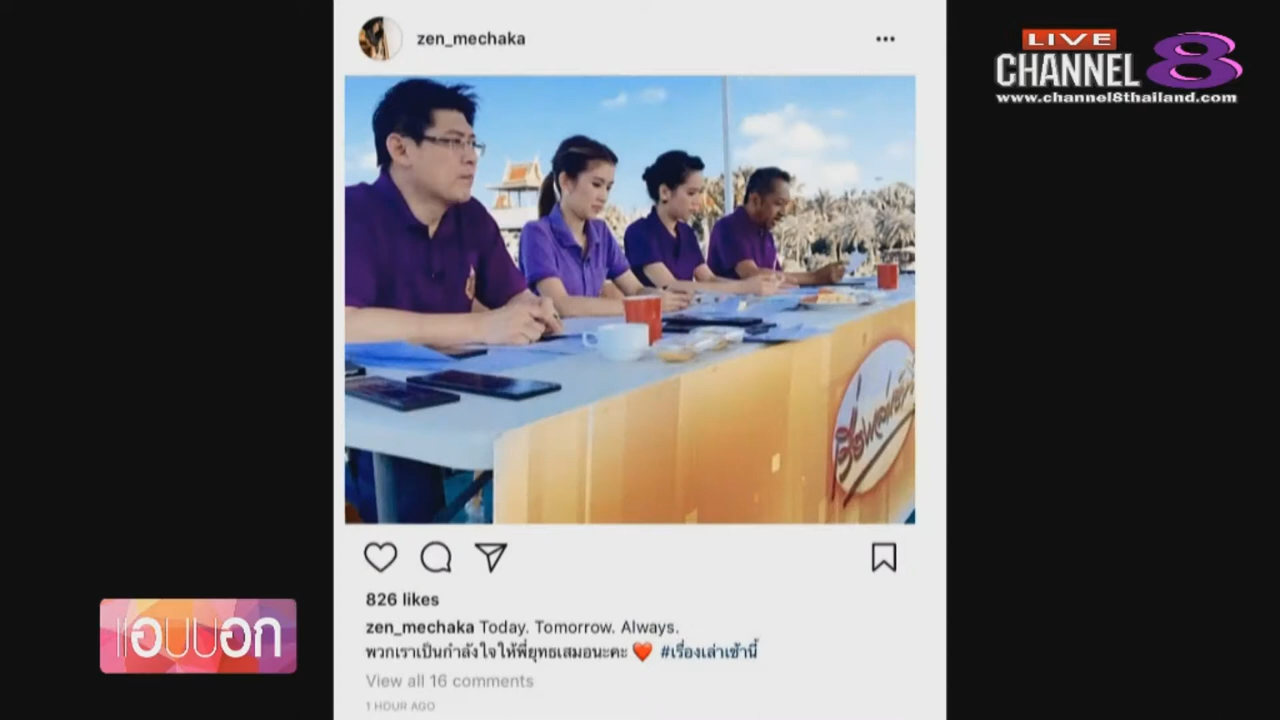 zen_mechaka
LIVE
CHANNEL 8
www.channel8thailand.com
แอบบอก
826 likes
zen_mechaka Today. Tomorrow. Always.
พวกเราเป็นกำลังใจให้พี่ยุทธเสมอนะคะ ❤️ #เรื่องเล่าเช้านี้
View all 16 comments
1 HOUR AGO